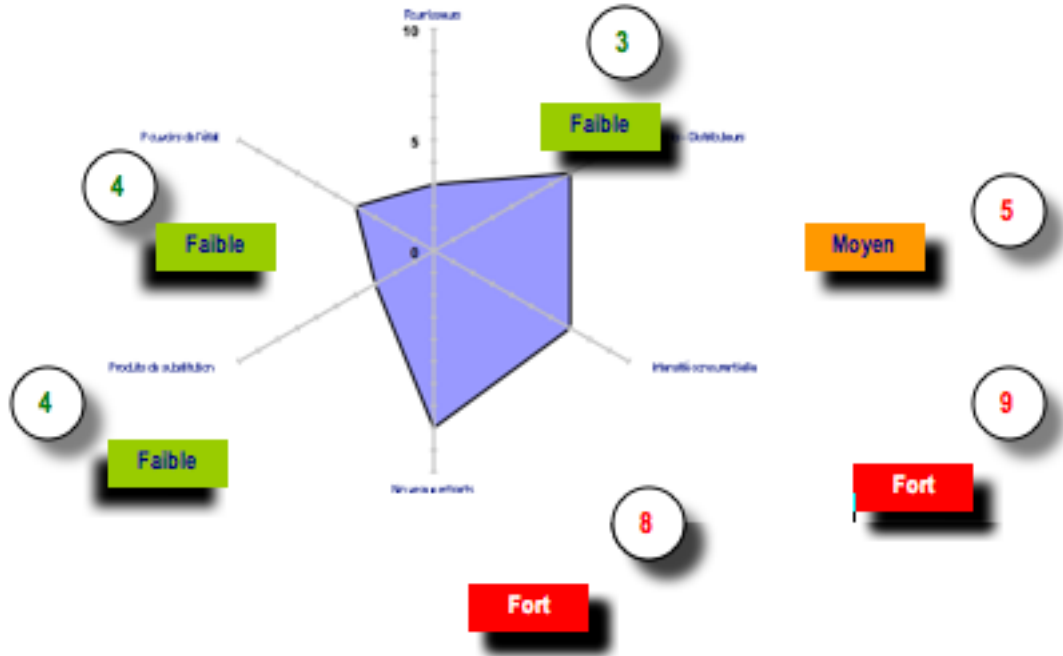 Fournisseurs
10
3
Faible
- Distributeurs
Pouvoirs de l'état
5
4
Faible
5
Moyen
0
Produits de substitution
Intensité concurrentielle
4
Faible
9
Fort
Nouveaux entrants
8
Fort